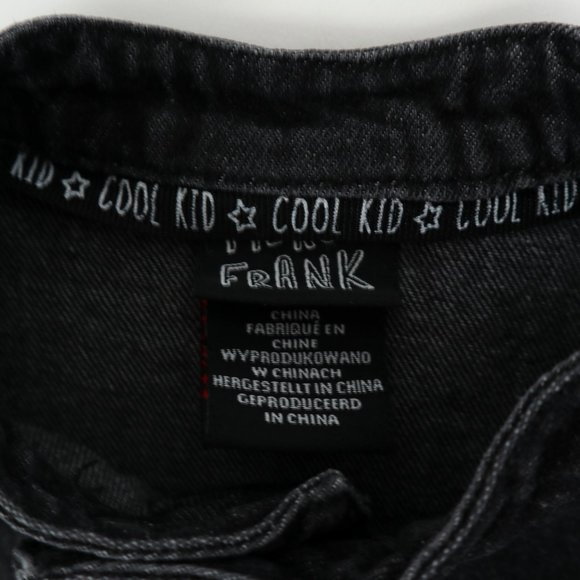 KID ☆ COOL KID ☆ COOL KID ☆ COOL KID
FRANK
CHINA
FABRIQUÉ EN
CHINE
WYPRODUKOWANO
W CHINACH
HERGESTELLT IN CHINA
GEPRODUCEERD
IN CHINA